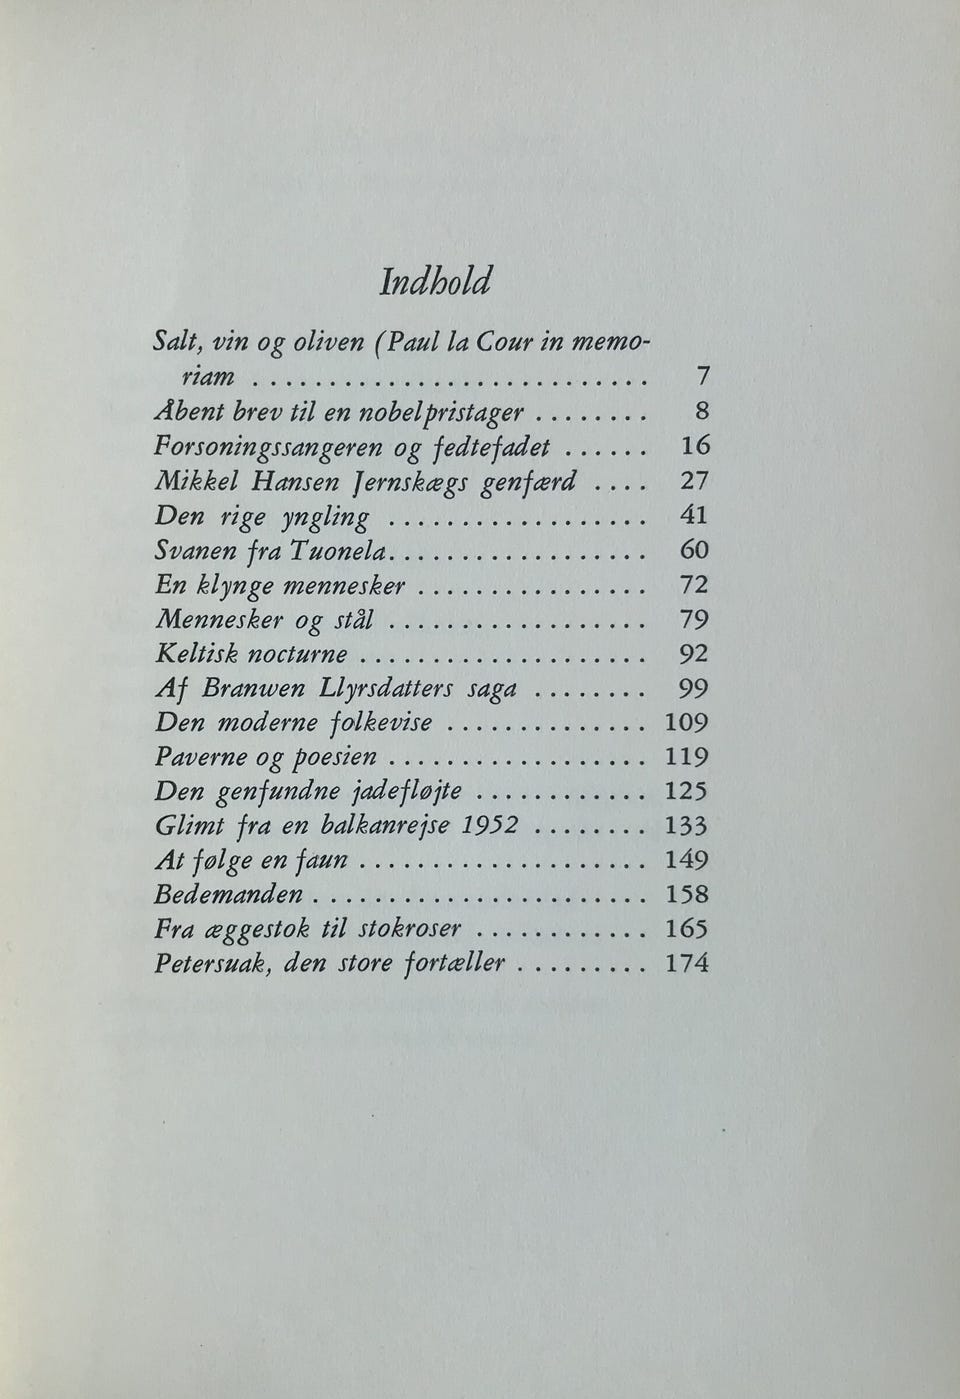 Indhold
Salt, vin og oliven (Paul la Cour in memo-
riam . . . . . . . . . . . . . . . . . . . . . . . . . . 7
Åbent brev til en nobelpristager . . . . . . . . 8
Forsoningssangeren og fedtefadet . . . . . . 16
Mikkel Hansen Jernskægs genfærd . . . . 27
Den rige yngling . . . . . . . . . . . . . . . . . . 41
Svanen fra Tuonela. . . . . . . . . . . . . . . . . . 60
En klynge mennesker . . . . . . . . . . . . . . . . 72
Mennesker og stål . . . . . . . . . . . . . . . . . . 79
Keltisk nocturne . . . . . . . . . . . . . . . . . . . . 92
Af Branwen Llyrsdatters saga . . . . . . . . 99
Den moderne folkevise . . . . . . . . . . . . . . 109
Paverne og poesien . . . . . . . . . . . . . . . . . . 119
Den genfundne jadefløjte . . . . . . . . . . . . 125
Glimt fra en balkanrejse 1952 . . . . . . . . 133
At følge en faun . . . . . . . . . . . . . . . . . . . . 149
Bedemanden . . . . . . . . . . . . . . . . . . . . . . . 158
Fra æggestok til stokroser . . . . . . . . . . . . 165
Petersuak, den store fortæller . . . . . . . . . 174